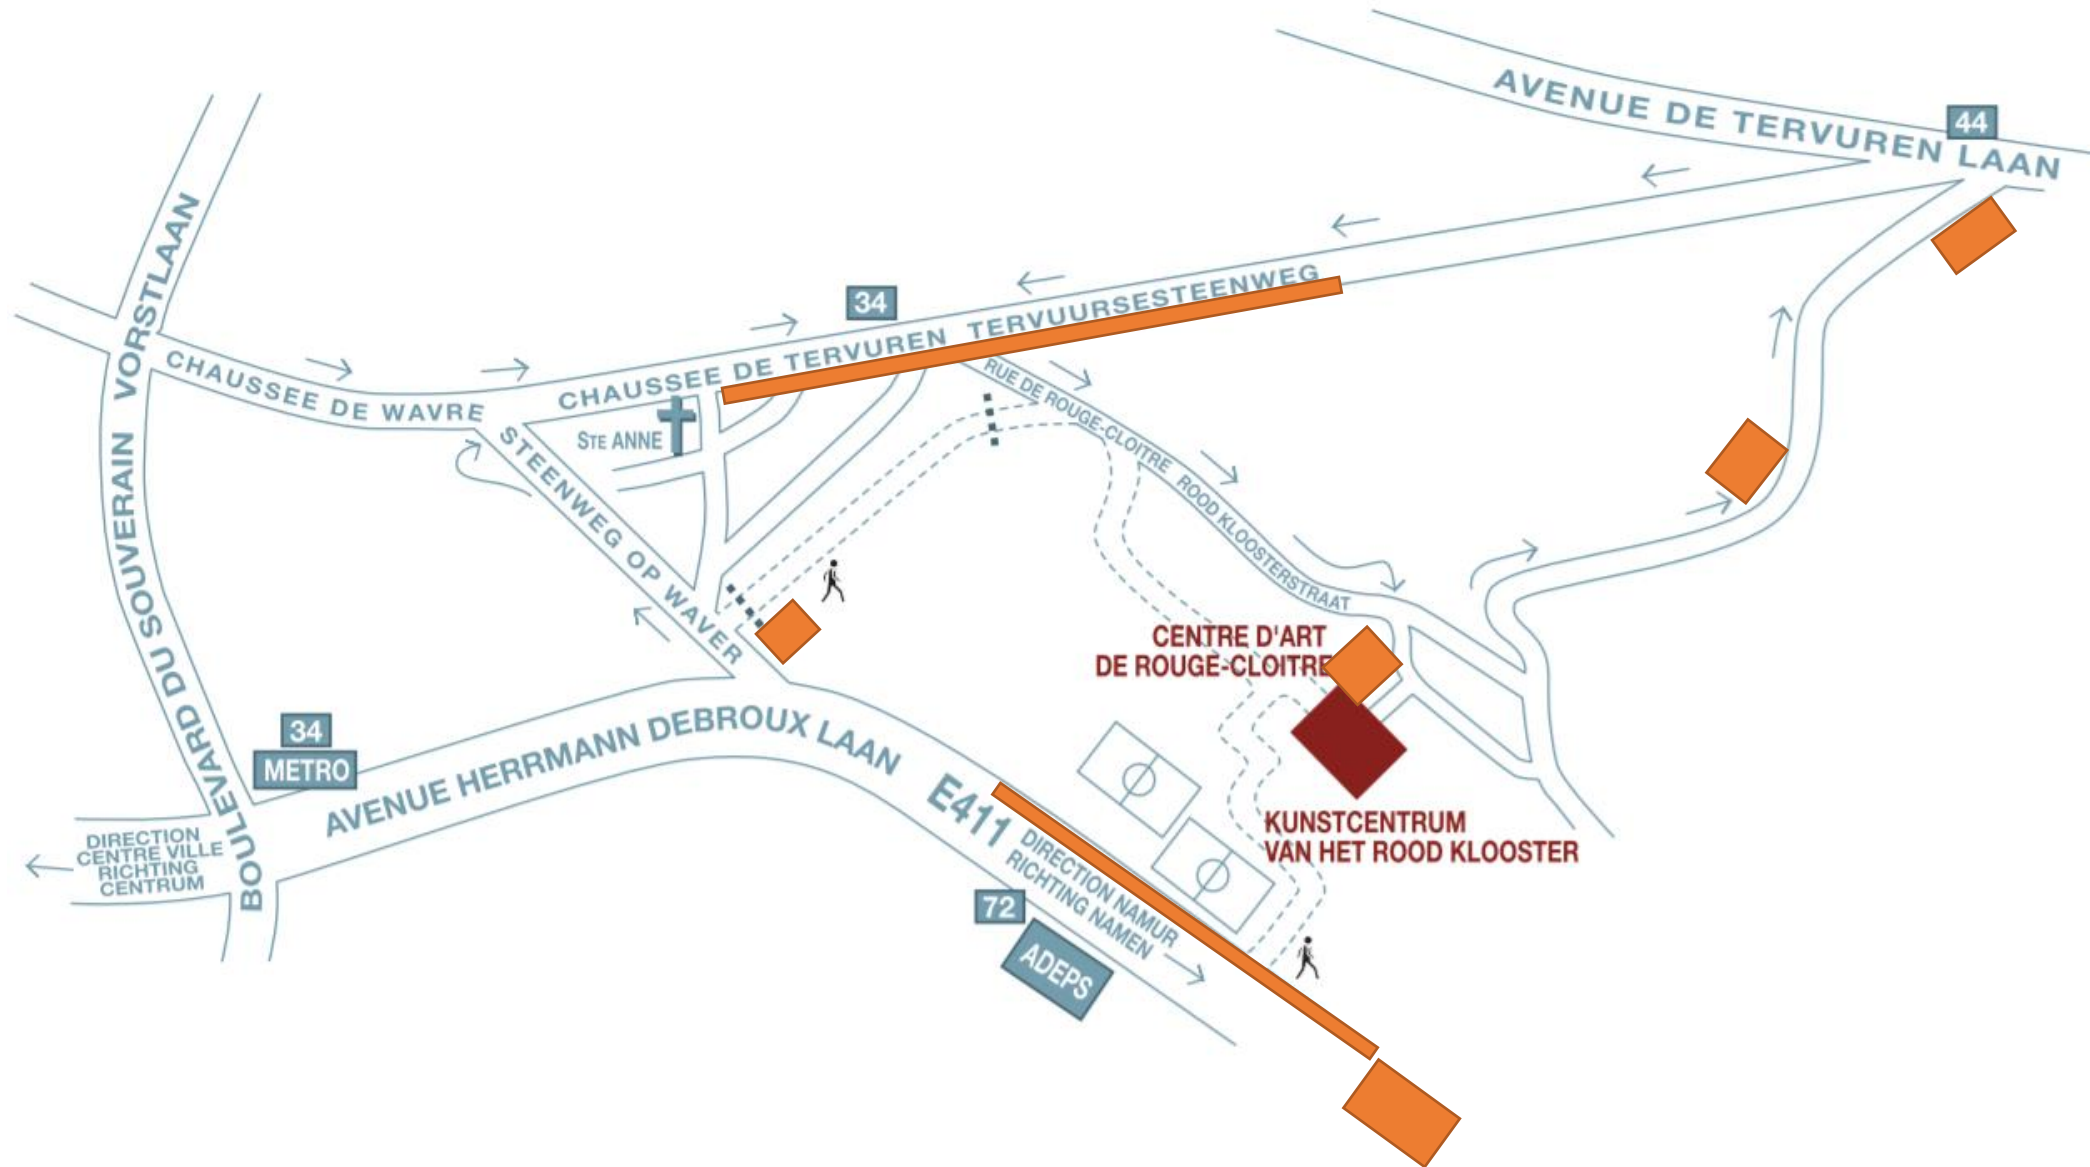 AVENUE DE TERVUREN LAAN
44
34
CHAUSSEE DE TERVUREN TERVUURSESTEENWEG
CHAUSSEE DE WAVRE
STEENWEG OP WAVER
STE ANNE
RUE DE ROUGE-CLOITRE ROOD KLOOSTERSTRAAT
BOULEVARD DU SOUVERAIN VORSTLAAN
CENTRE D'ART
DE ROUGE-CLOITRE
34
METRO
AVENUE HERRMANN DEBROUX LAAN
E411
DIRECTION NAMUR
RICHTING NAMEN
DIRECTION
CENTRE VILLE
RICHTING
CENTRUM
KUNSTCENTRUM
VAN HET ROOD KLOOSTER
72
ADEPS